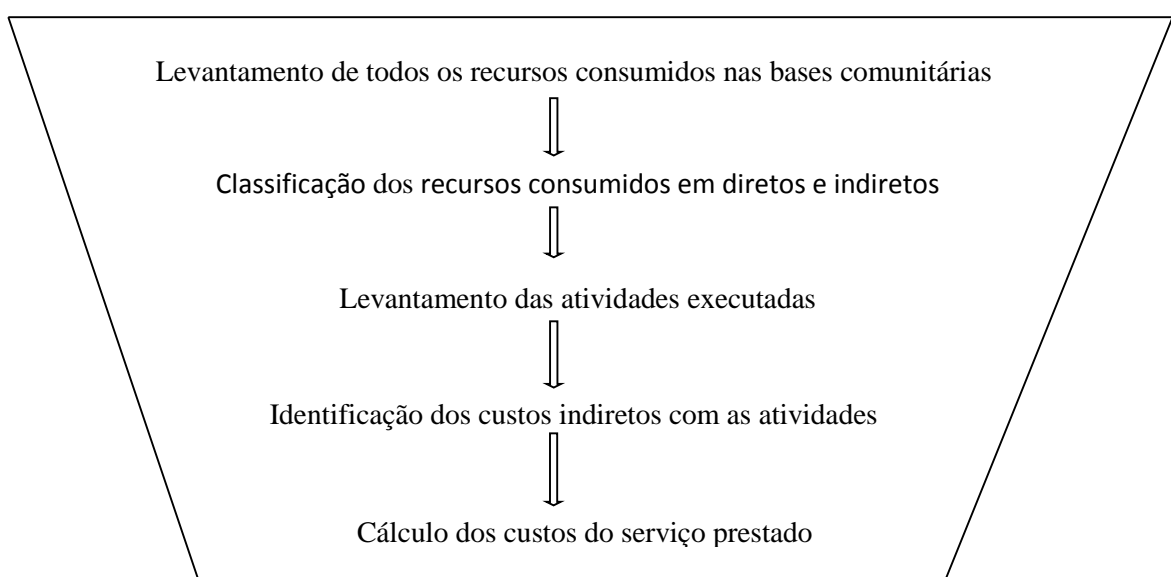 Levantamento de todos os recursos consumidos nas bases comunitárias
Classificação dos recursos consumidos em diretos e indiretos
Levantamento das atividades executadas
Identificação dos custos indiretos com as atividades
Cálculo dos custos do serviço prestado